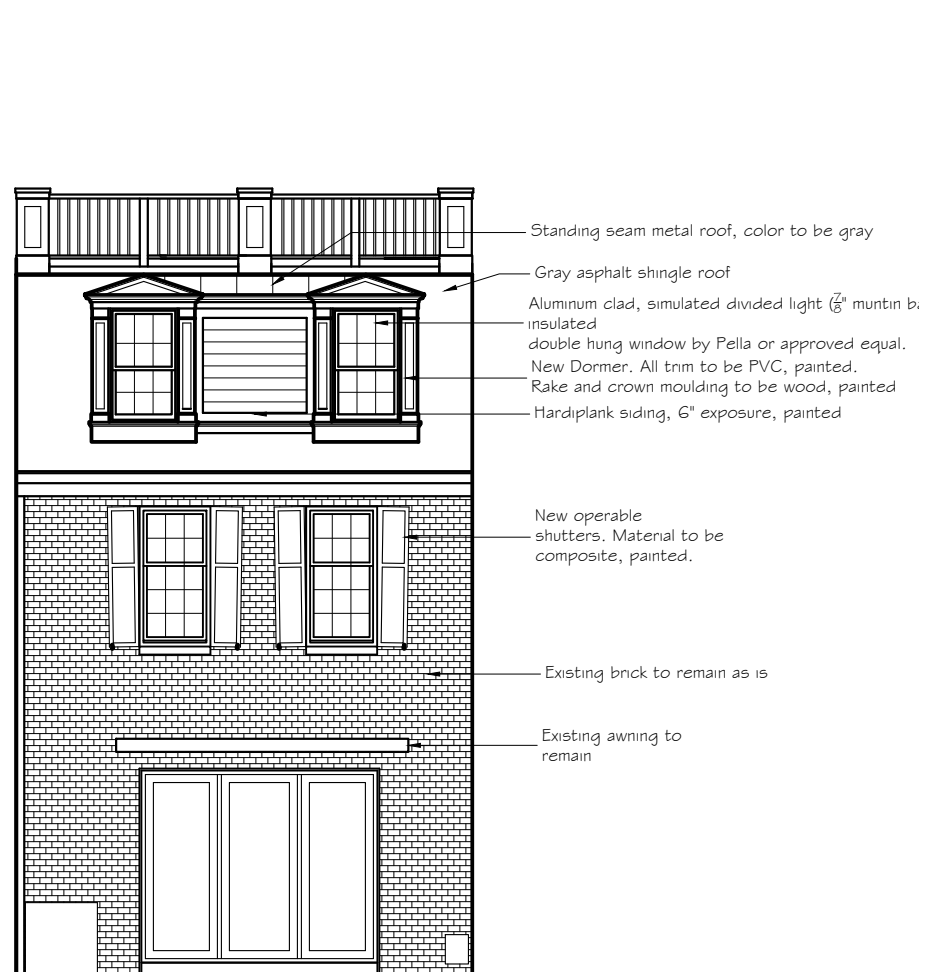 Standing seam metal roof, color to be gray
Gray asphalt shingle roof
Aluminum clad, simulated divided light (7/8" muntin
insulated
double hung window by Pella or approved equal.
New Dormer. All trim to be PVC, painted.
Rake and crown moulding to be wood, painted
Hardiplank siding, 6" exposure, painted
New operable
shutters. Material to be
composite, painted.
Existing brick to remain as is
Existing awning to
remain